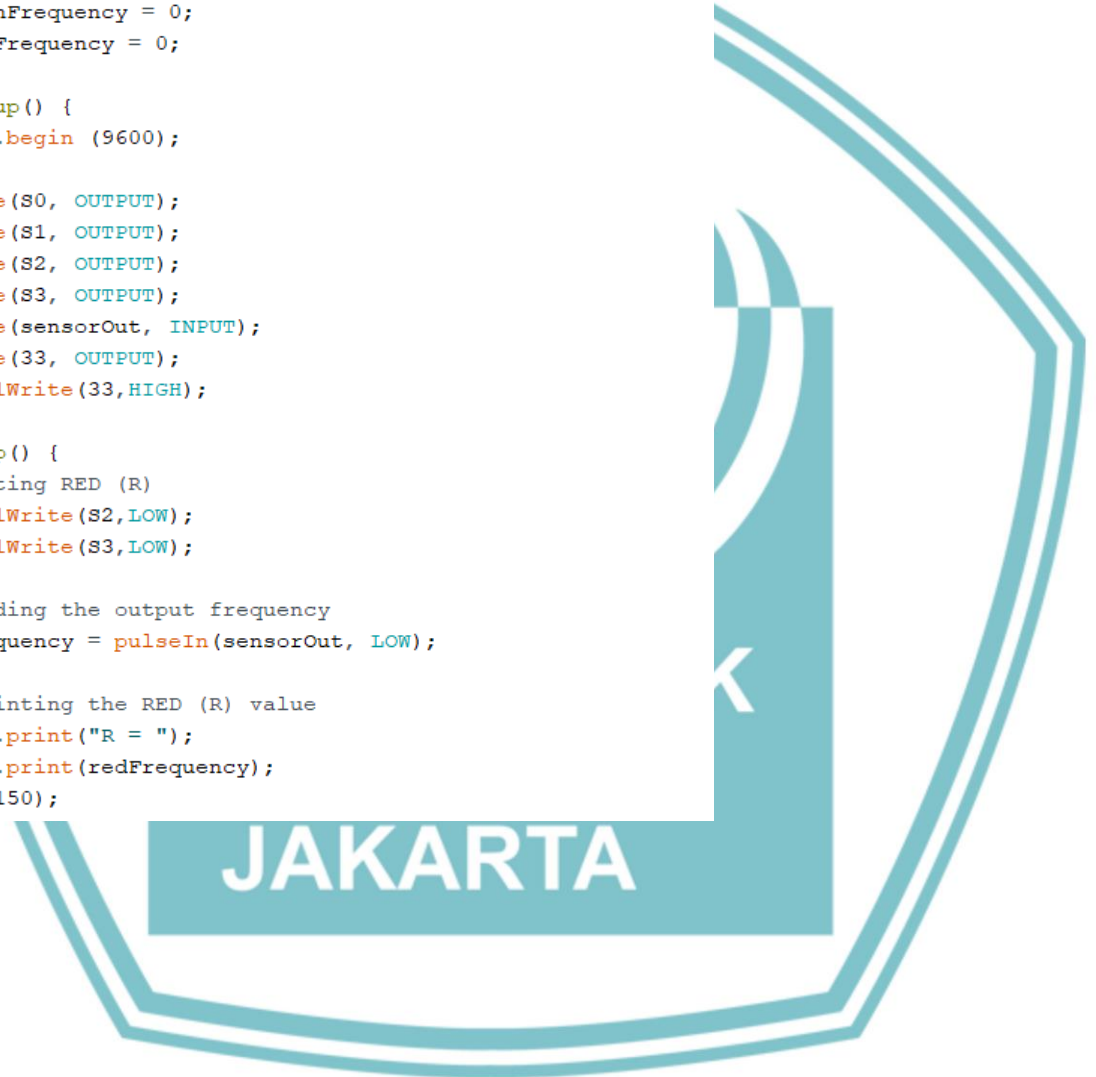 nFrequency = 0;
Frequency = 0;
up() {
.begin (9600);
e(S0, OUTPUT);
e(S1, OUTPUT);
e(S2, OUTPUT);
e(S3, OUTPUT);
e(sensorOut, INPUT);
e(33, OUTPUT);
lWrite(33,HIGH);
p() {
ting RED (R)
lWrite(S2,LOW);
lWrite(S3,LOW);
ding the output frequency
quency = pulseIn(sensorOut, LOW);
K
inting the RED (R) value
.print("R = ");
.print(redFrequency);
150);
JAKARTA